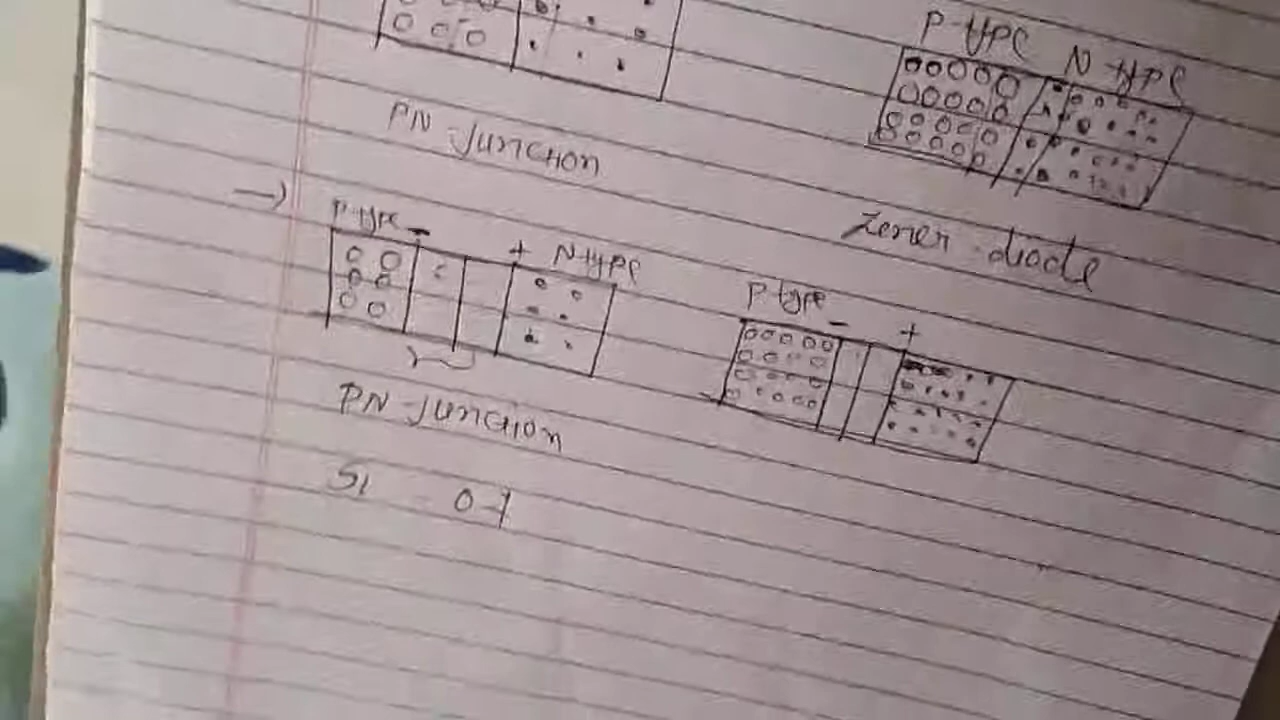 P-type N-type
PN-Junction
Zener-diode
P-type - + N-type
P-type - +
PN-Junction
Si 0-7